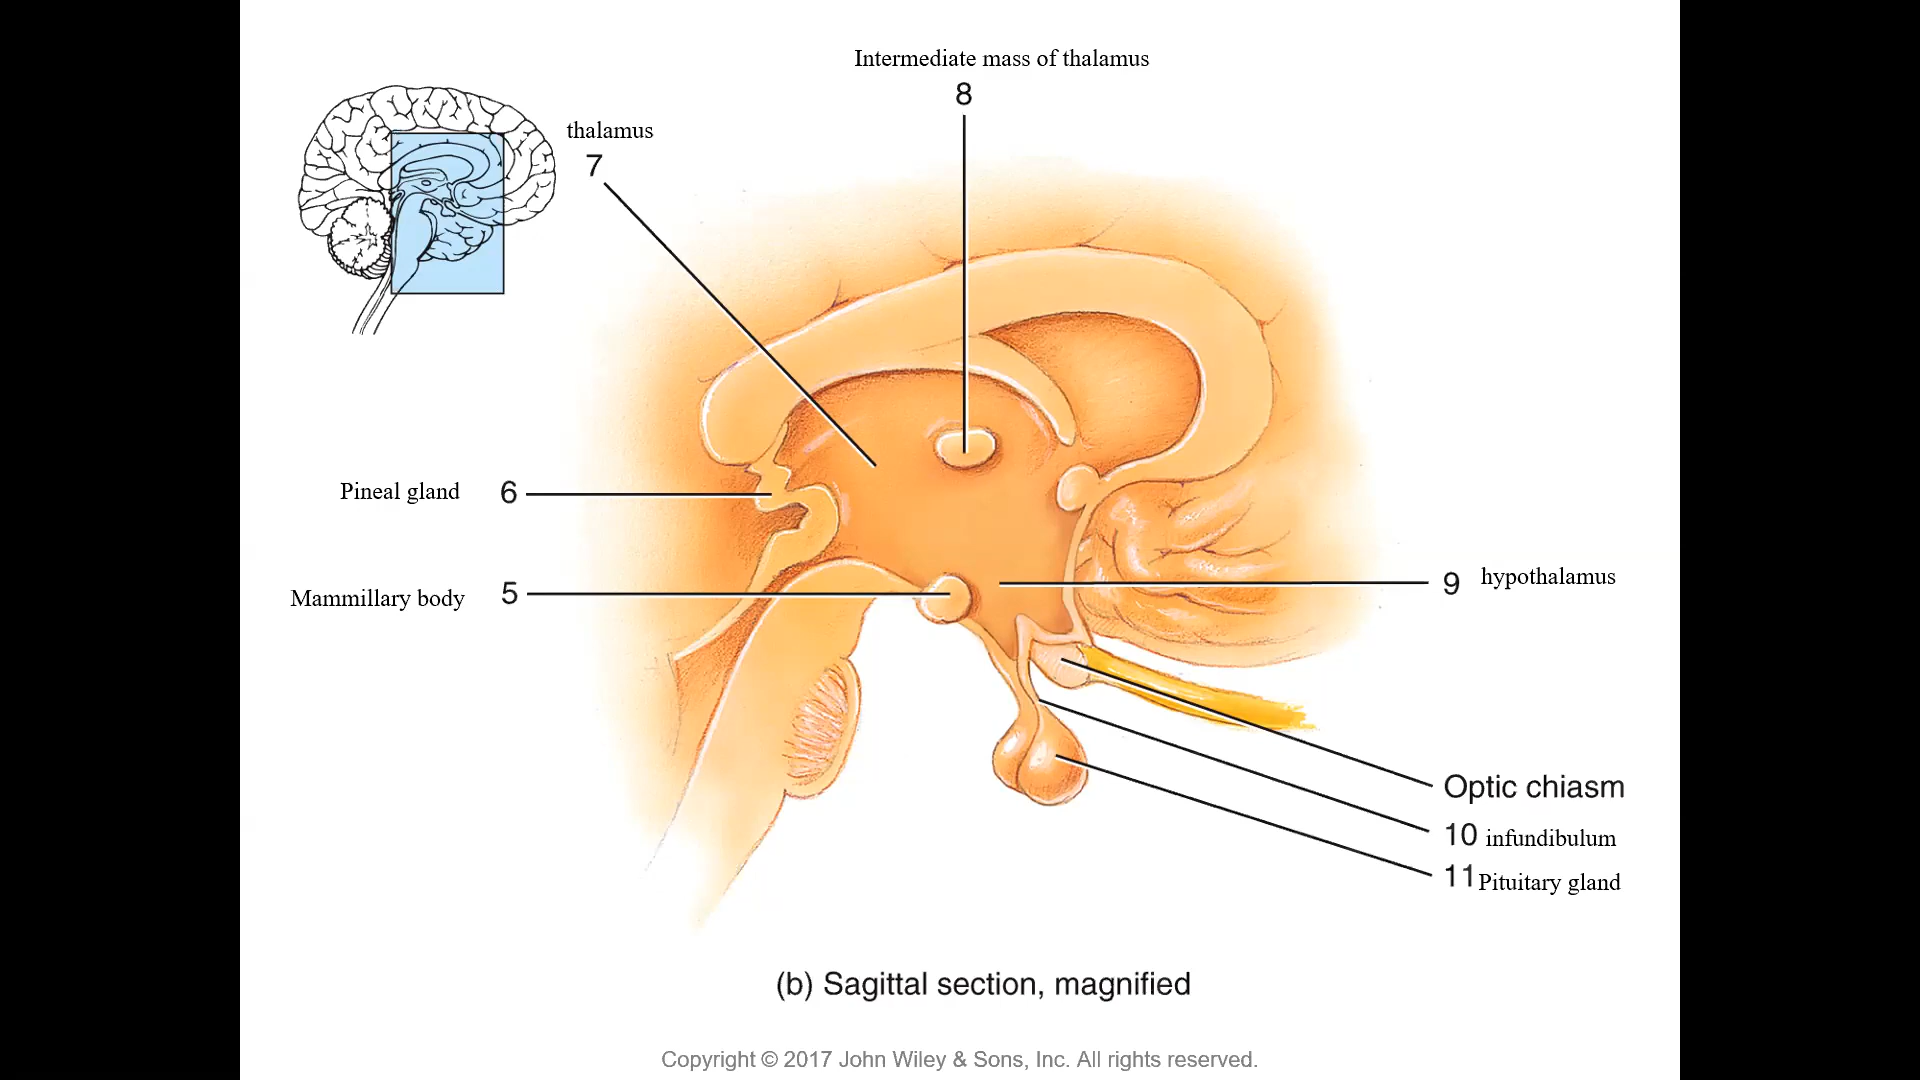 Intermediate mass of thalamus
8
thalamus
7
Pineal gland 6
Mammillary body 5
9 hypothalamus
Optic chiasm
10 infundibulum
11 Pituitary gland
(b) Sagittal section, magnified
Copyright © 2017 John Wiley & Sons, Inc. All rights reserved.